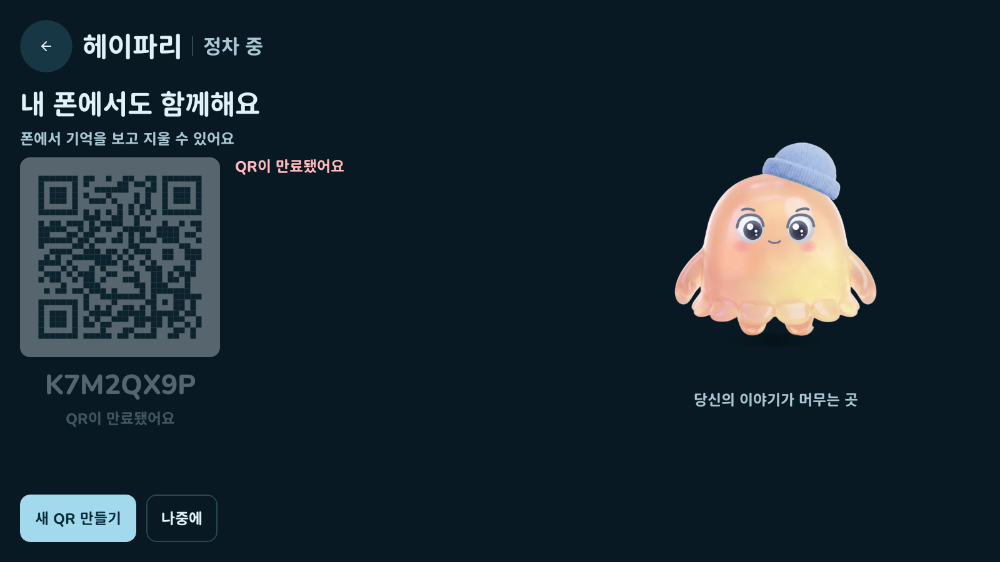 헤이파리
정차 중
내 폰에서도 함께해요
폰에서 기억을 보고 지울 수 있어요
QR이 만료됐어요
K7M2QX9P
QR이 만료됐어요
당신의 이야기가 머무는 곳
새 QR 만들기
나중에